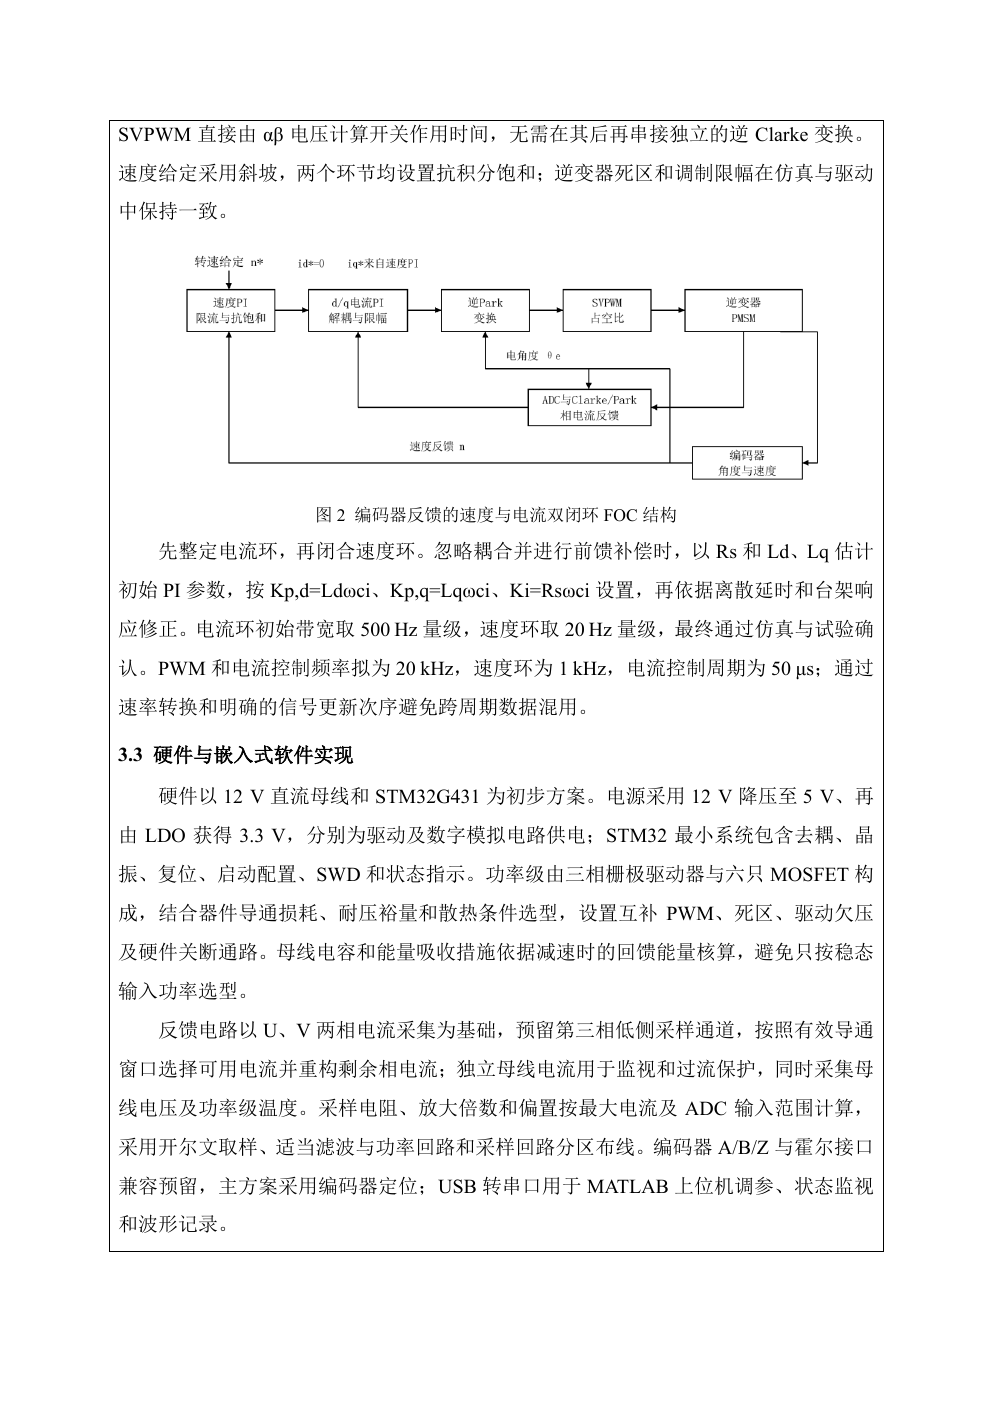 SVPWM 直接由 αβ 电压计算开关作用时间，无需在其后再串接独立的逆 Clarke 变换。
速度给定采用斜坡，两个环节均设置抗积分饱和；逆变器死区和调制限幅在仿真与驱动
中保持一致。
转速给定 n* id*=0 iq*来自速度PI
速度PI
限流与抗饱和
d/q电流PI
解耦与限幅
逆Park
变换
SVPWM
占空比
逆变器
PMSM
电角度 θe
ADC与Clarke/Park
相电流反馈
速度反馈 n
编码器
角度与速度
图 2 编码器反馈的速度与电流双闭环 FOC 结构
先整定电流环，再闭合速度环。忽略耦合并进行前馈补偿时，以 Rs 和 Ld、Lq 估计
初始 PI 参数，按 Kp,d=Ldωci、Kp,q=Lqωci、Ki=Rsωci 设置，再依据离散延时和台架响
应修正。电流环初始带宽取 500 Hz 量级，速度环取 20 Hz 量级，最终通过仿真与试验确
认。PWM 和电流控制频率拟为 20 kHz，速度环为 1 kHz，电流控制周期为 50 μs；通过
速率转换和明确的信号更新次序避免跨周期数据混用。
3.3 硬件与嵌入式软件实现
硬件以 12 V 直流母线和 STM32G431 为初步方案。电源采用 12 V 降压至 5 V、再
由 LDO 获得 3.3 V，分别为驱动及数字模拟电路供电；STM32 最小系统包含去耦、晶
振、复位、启动配置、SWD 和状态指示。功率级由三相栅极驱动器与六只 MOSFET 构
成，结合器件导通损耗、耐压裕量和散热条件选型，设置互补 PWM、死区、驱动欠压
及硬件关断通路。母线电容和能量吸收措施依据减速时的回馈能量核算，避免只按稳态
输入功率选型。
反馈电路以 U、V 两相电流采集为基础，预留第三相低侧采样通道，按照有效导通
窗口选择可用电流并重构剩余相电流；独立母线电流用于监视和过流保护，同时采集母
线电压及功率级温度。采样电阻、放大倍数和偏置按最大电流及 ADC 输入范围计算，
采用开尔文取样、适当滤波与功率回路和采样回路分区布线。编码器 A/B/Z 与霍尔接口
兼容预留，主方案采用编码器定位；USB 转串口用于 MATLAB 上位机调参、状态监视
和波形记录。